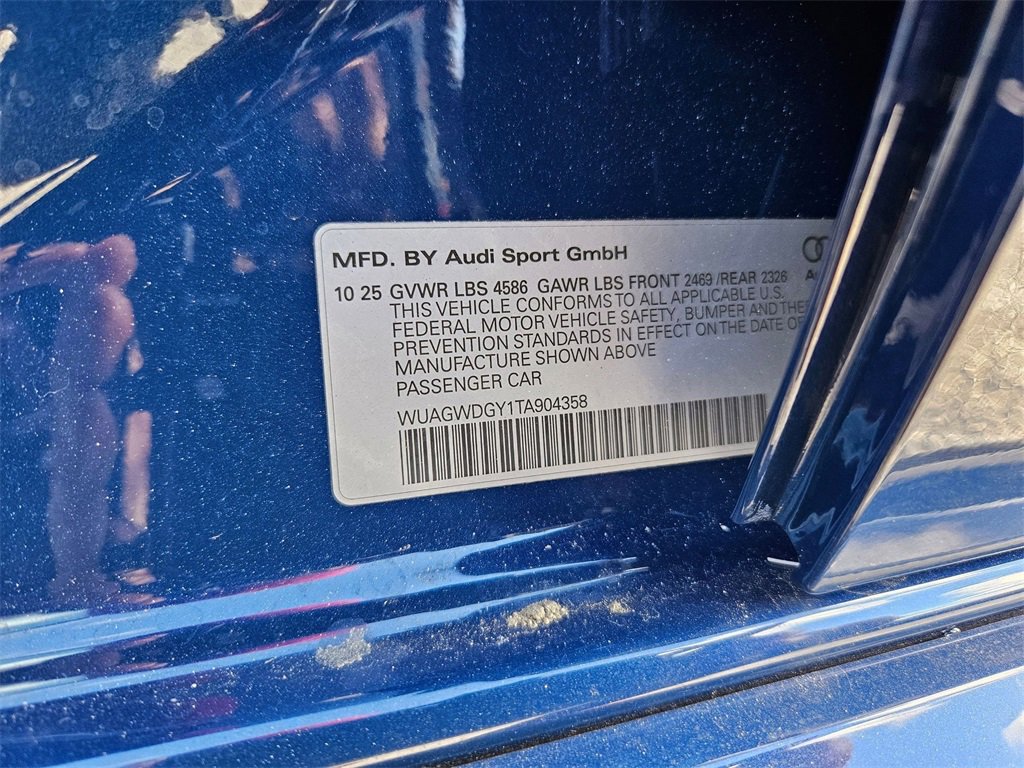 MFD. BY Audi Sport GmbH
10 25 GVWR LBS 4586 GAWR LBS FRONT 2469 /REAR 2326
THIS VEHICLE CONFORMS TO ALL APPLICABLE U.S.
FEDERAL MOTOR VEHICLE SAFETY, BUMPER AND
PREVENTION STANDARDS IN EFFECT ON THE DATE OF
MANUFACTURE SHOWN ABOVE
PASSENGER CAR
WUAGWDGY1TA904358